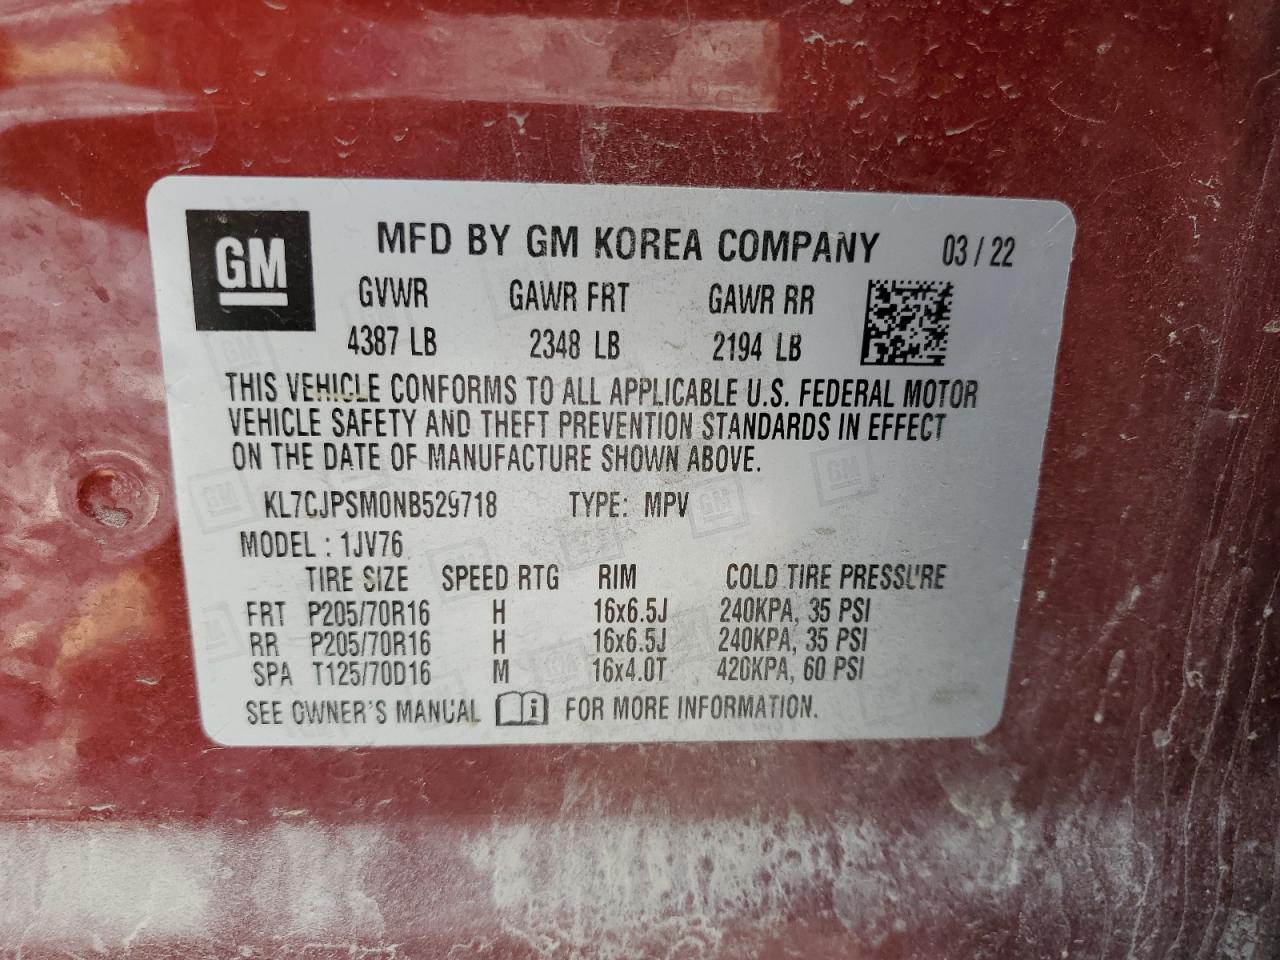 GM
MFD BY GM KOREA COMPANY 03/22
GVWR GAWR FRT GAWR RR
4387 LB 2348 LB 2194 LB
THIS VEHICLE CONFORMS TO ALL APPLICABLE U.S. FEDERAL MOTOR
VEHICLE SAFETY AND THEFT PREVENTION STANDARDS IN EFFECT
ON THE DATE OF MANUFACTURE SHOWN ABOVE.
KL7CJPSM0NB529718 TYPE: MPV
MODEL : 1JV76
TIRE SIZE SPEED RTG RIM COLD TIRE PRESSURE
FRT P205/70R16 H 16x6.5J 240KPA, 35 PSI
RR P205/70R16 H 16x6.5J 240KPA, 35 PSI
SPA T125/70D16 M 16x4.0T 420KPA, 60 PSI
SEE OWNER'S MANUAL i FOR MORE INFORMATION.